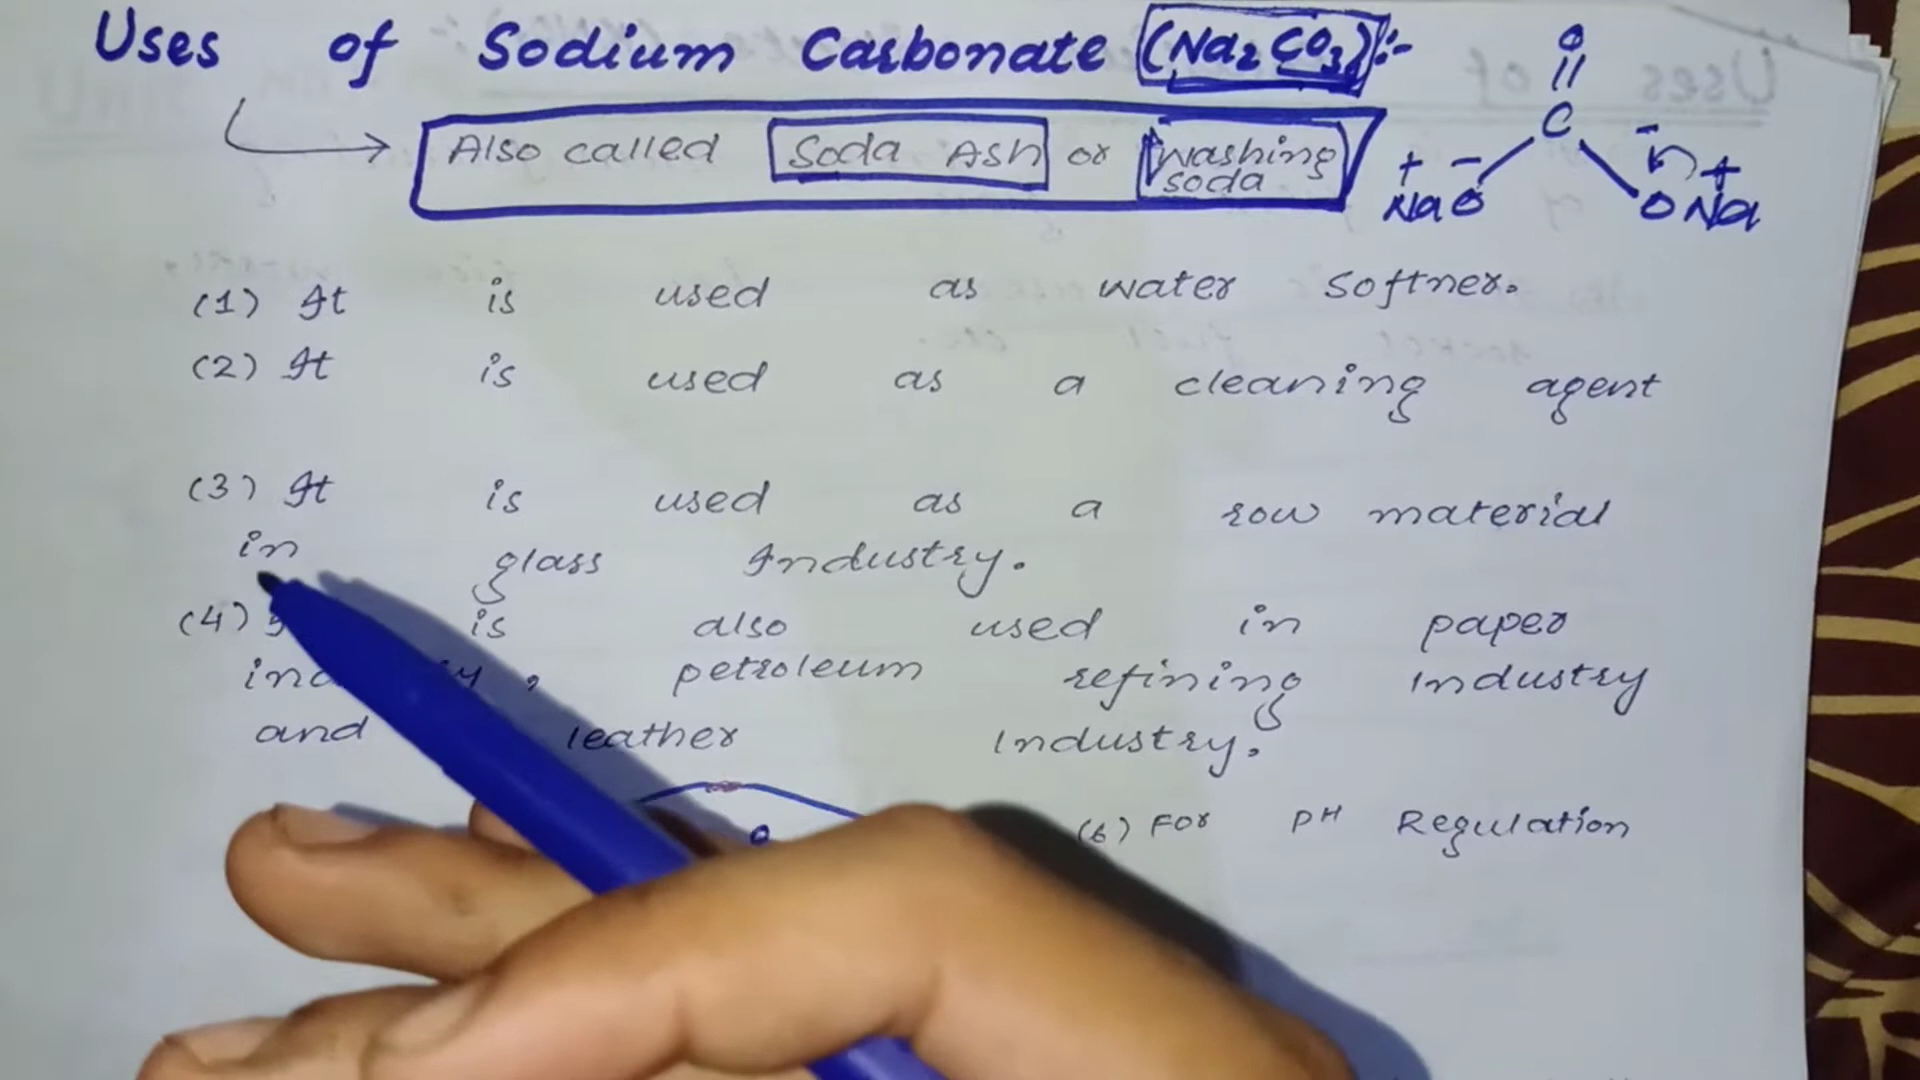 Uses of Sodium Carbonate (Na2CO3):-
Also called Soda Ash or washing soda
O
C
+ - - +
NaO ONa
(1) It is used as water softner.
(2) It is used as a cleaning agent
(3) It is used as a row material
in glass Industry.
(4) is also used in paper
petroleum refining Industry
and leather Industry.
(6) For PH Regulation